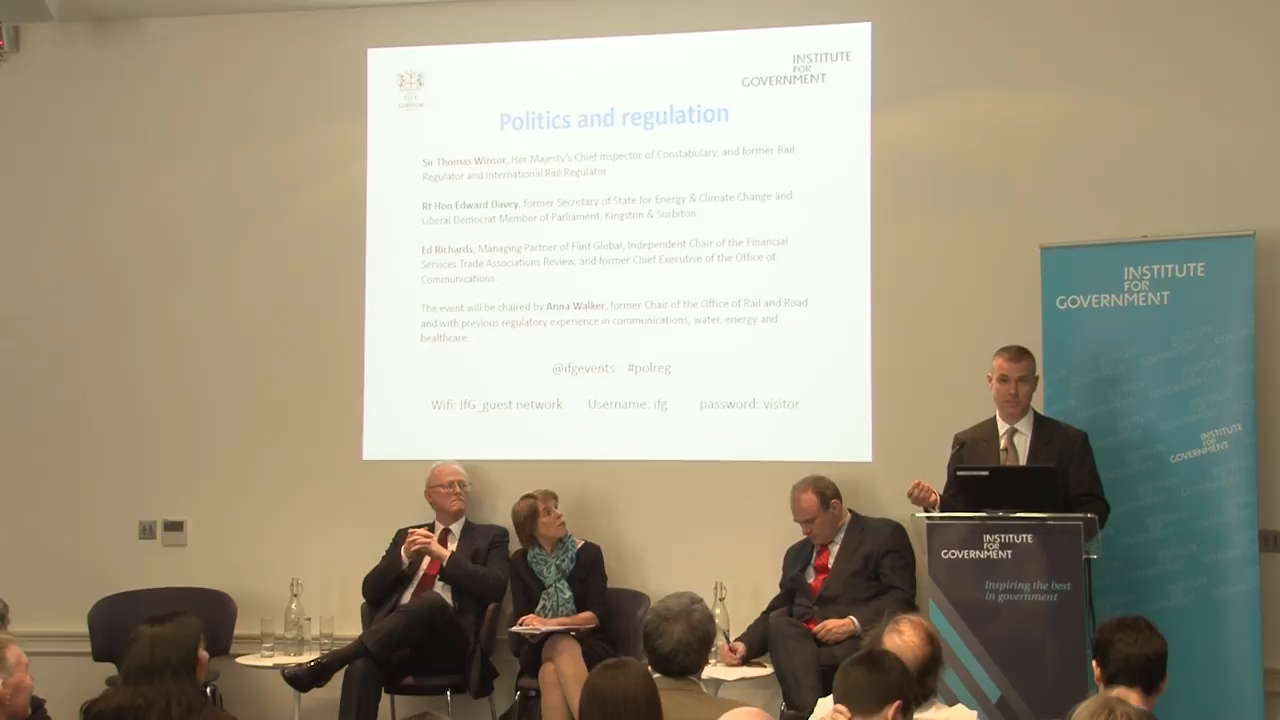 INSTITUTE
FOR
GOVERNMENT
Politics and regulation
Sir Thomas Winsor, Her Majesty's Chief Inspector of Constabulary, and former Rail
Regulator and International Rail Regulator
Rt Hon Edward Davey, former Secretary of State for Energy & Climate Change and
Liberal Democrat Member of Parliament, Kingston & Surbiton
Ed Richards, Managing Partner of Flint Global, Independent Chair of the Financial
Services Trade Associations Review, and former Chief Executive of the Office of
Communications.
The event will be chaired by Anna Walker, former Chair of the Office of Rail and Road
and with previous regulatory experience in communications, water, energy and
healthcare.
@ifgevents #polreg
Wifi: IfG_guest network Username: ifg password: visitor
INSTITUTE
FOR
GOVERNMENT
INSTITUTE
FOR
GOVERNMENT
INSTITUTE
FOR
GOVERNMENT
Inspiring the best
in government